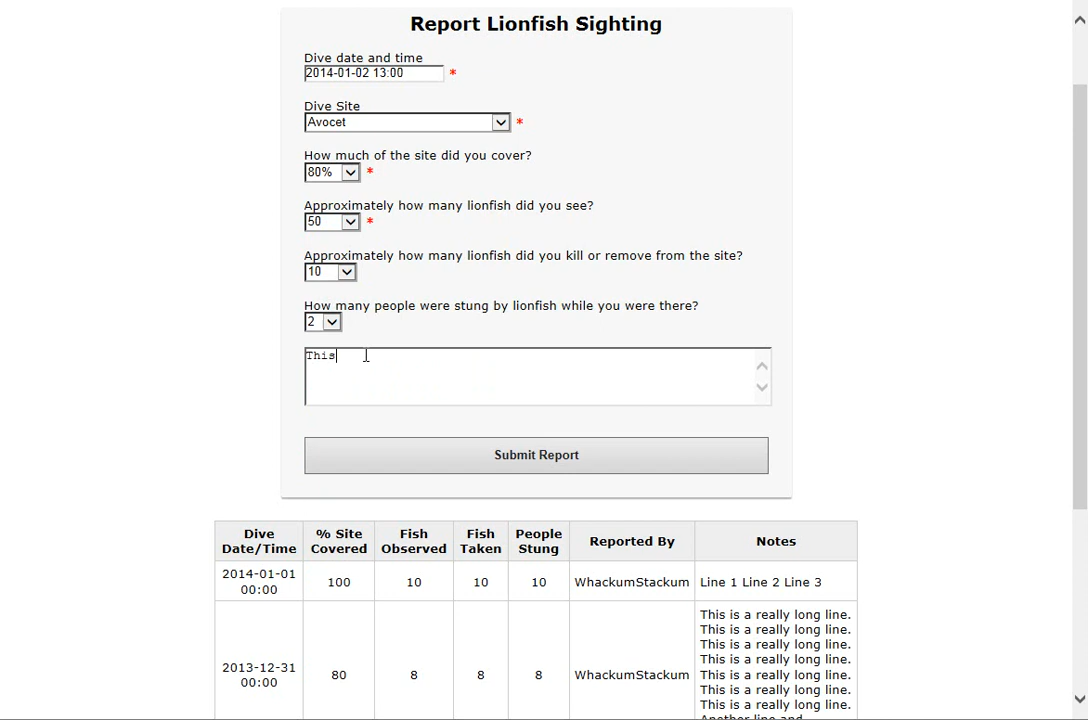 Report Lionfish Sighting
Dive date and time
2014-01-02 13:00 *
Dive Site
Avocet *
How much of the site did you cover?
80% *
Approximately how many lionfish did you see?
50 *
Approximately how many lionfish did you kill or remove from the site?
10
How many people were stung by lionfish while you were there?
2
This
Submit Report
Dive Date/Time % Site Covered Fish Observed Fish Taken People Stung Reported By Notes
2014-01-01 00:00 100 10 10 10 WhackumStackum Line 1 Line 2 Line 3
2013-12-31 00:00 80 8 8 8 WhackumStackum This is a really long line.
This is a really long line.
This is a really long line.
This is a really long line.
This is a really long line.
This is a really long line.
This is a really long line.
Another line and